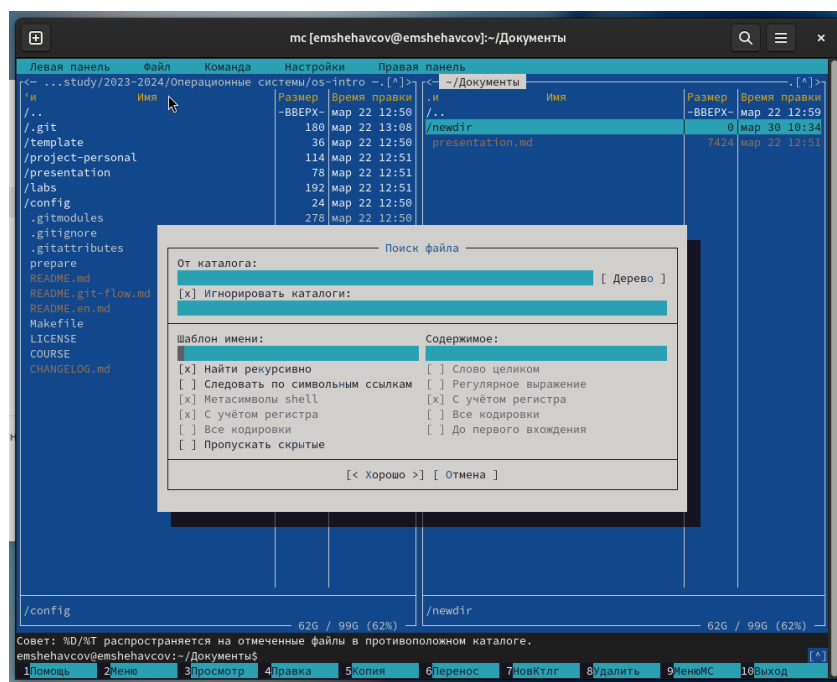 mc [emshehavcov@emshehavcov]:~/Документы
Левая панель Файл Команда Настройки Правая панель
<— ...study/2023-2024/Операционные системы/os-intro —.[^]>
'и Имя Размер Время правки
/.. -ВВЕРХ- мар 22 12:50
/.git 180 мар 22 13:08
/template 36 мар 22 12:50
/project-personal 114 мар 22 12:51
/presentation 78 мар 22 12:51
/labs 192 мар 22 12:51
/config 24 мар 22 12:50
.gitmodules 278 мар 22 12:50
.gitignore
.gitattributes
prepare
README.md
README.git-flow.md
README.en.md
Makefile
LICENSE
COURSE
CHANGELOG.md
/config
62G / 99G (62%)
<— ~/Документы .[^]>
.и Имя Размер Время правки
/.. -ВВЕРХ- мар 22 12:59
/newdir 0 мар 30 10:34
presentation.md 7424 мар 22 12:51
/newdir
62G / 99G (62%)
Поиск файла
От каталога:
[ Дерево ]
[x] Игнорировать каталоги:
Шаблон имени:
[x] Найти рекурсивно
[ ] Следовать по символьным ссылкам
[x] Метасимволы shell
[x] С учётом регистра
[ ] Все кодировки
[ ] Пропускать скрытые
Содержимое:
[ ] Слово целиком
[ ] Регулярное выражение
[x] С учётом регистра
[ ] Все кодировки
[ ] До первого вхождения
[< Хорошо >] [ Отмена ]
Совет: %D/%T распространяется на отмеченные файлы в противоположном каталоге.
emshehavcov@emshehavcov:~/Документы$ [^]
1Помощь 2Меню 3Просмотр 4Правка 5Копия 6Перенос 7НовКтлг 8Удалить 9МенюMC 10Выход